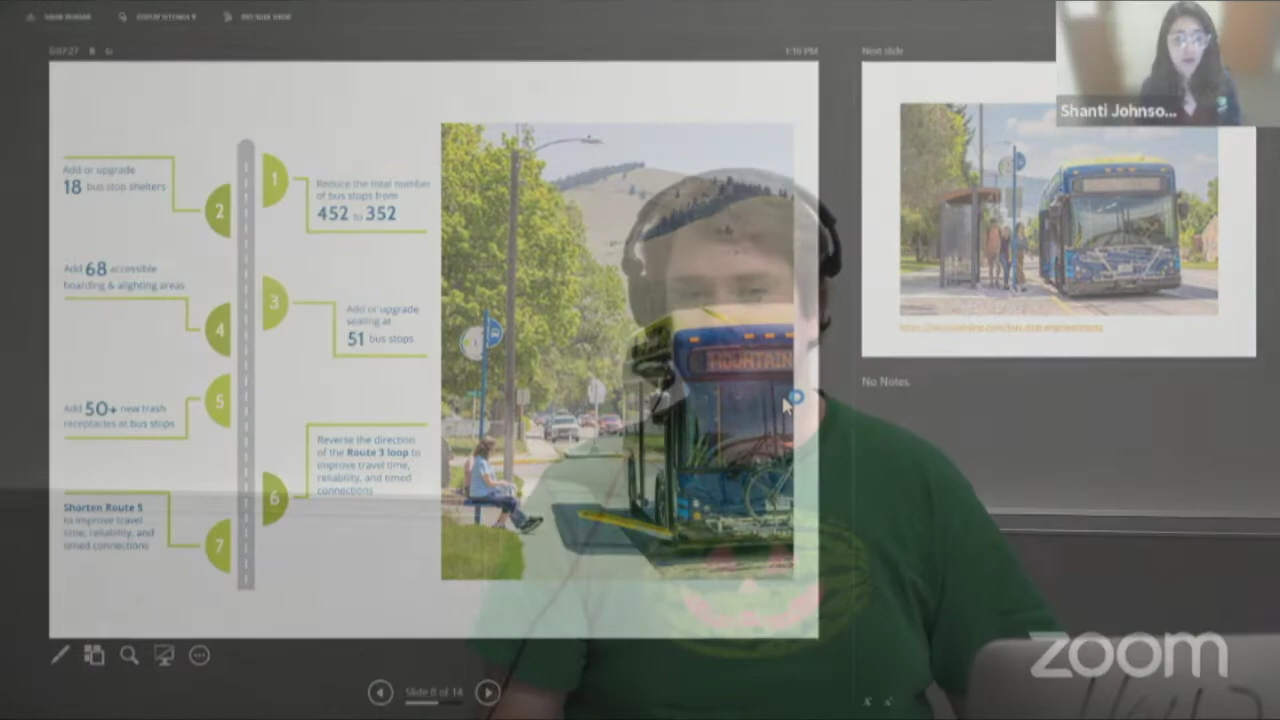 0:07:27
1:16 PM
Next slide
Shanti Johnso...
1
Reduce the total number
of bus stops from
452 to 352
2
Add or upgrade
18 bus stop shelters
3
Add or upgrade
seating at
51 bus stops
4
Add 68 accessible
boarding & alighting areas
5
Add 50+ new trash
receptacles at bus stops
6
Reverse the direction
of the Route 3 loop to
improve travel time,
reliability, and timed
connections
7
Shorten Route 5
to improve travel
time, reliability, and
timed connections
MOUNTAIN
No Notes
Slide 8 of 14
zoom